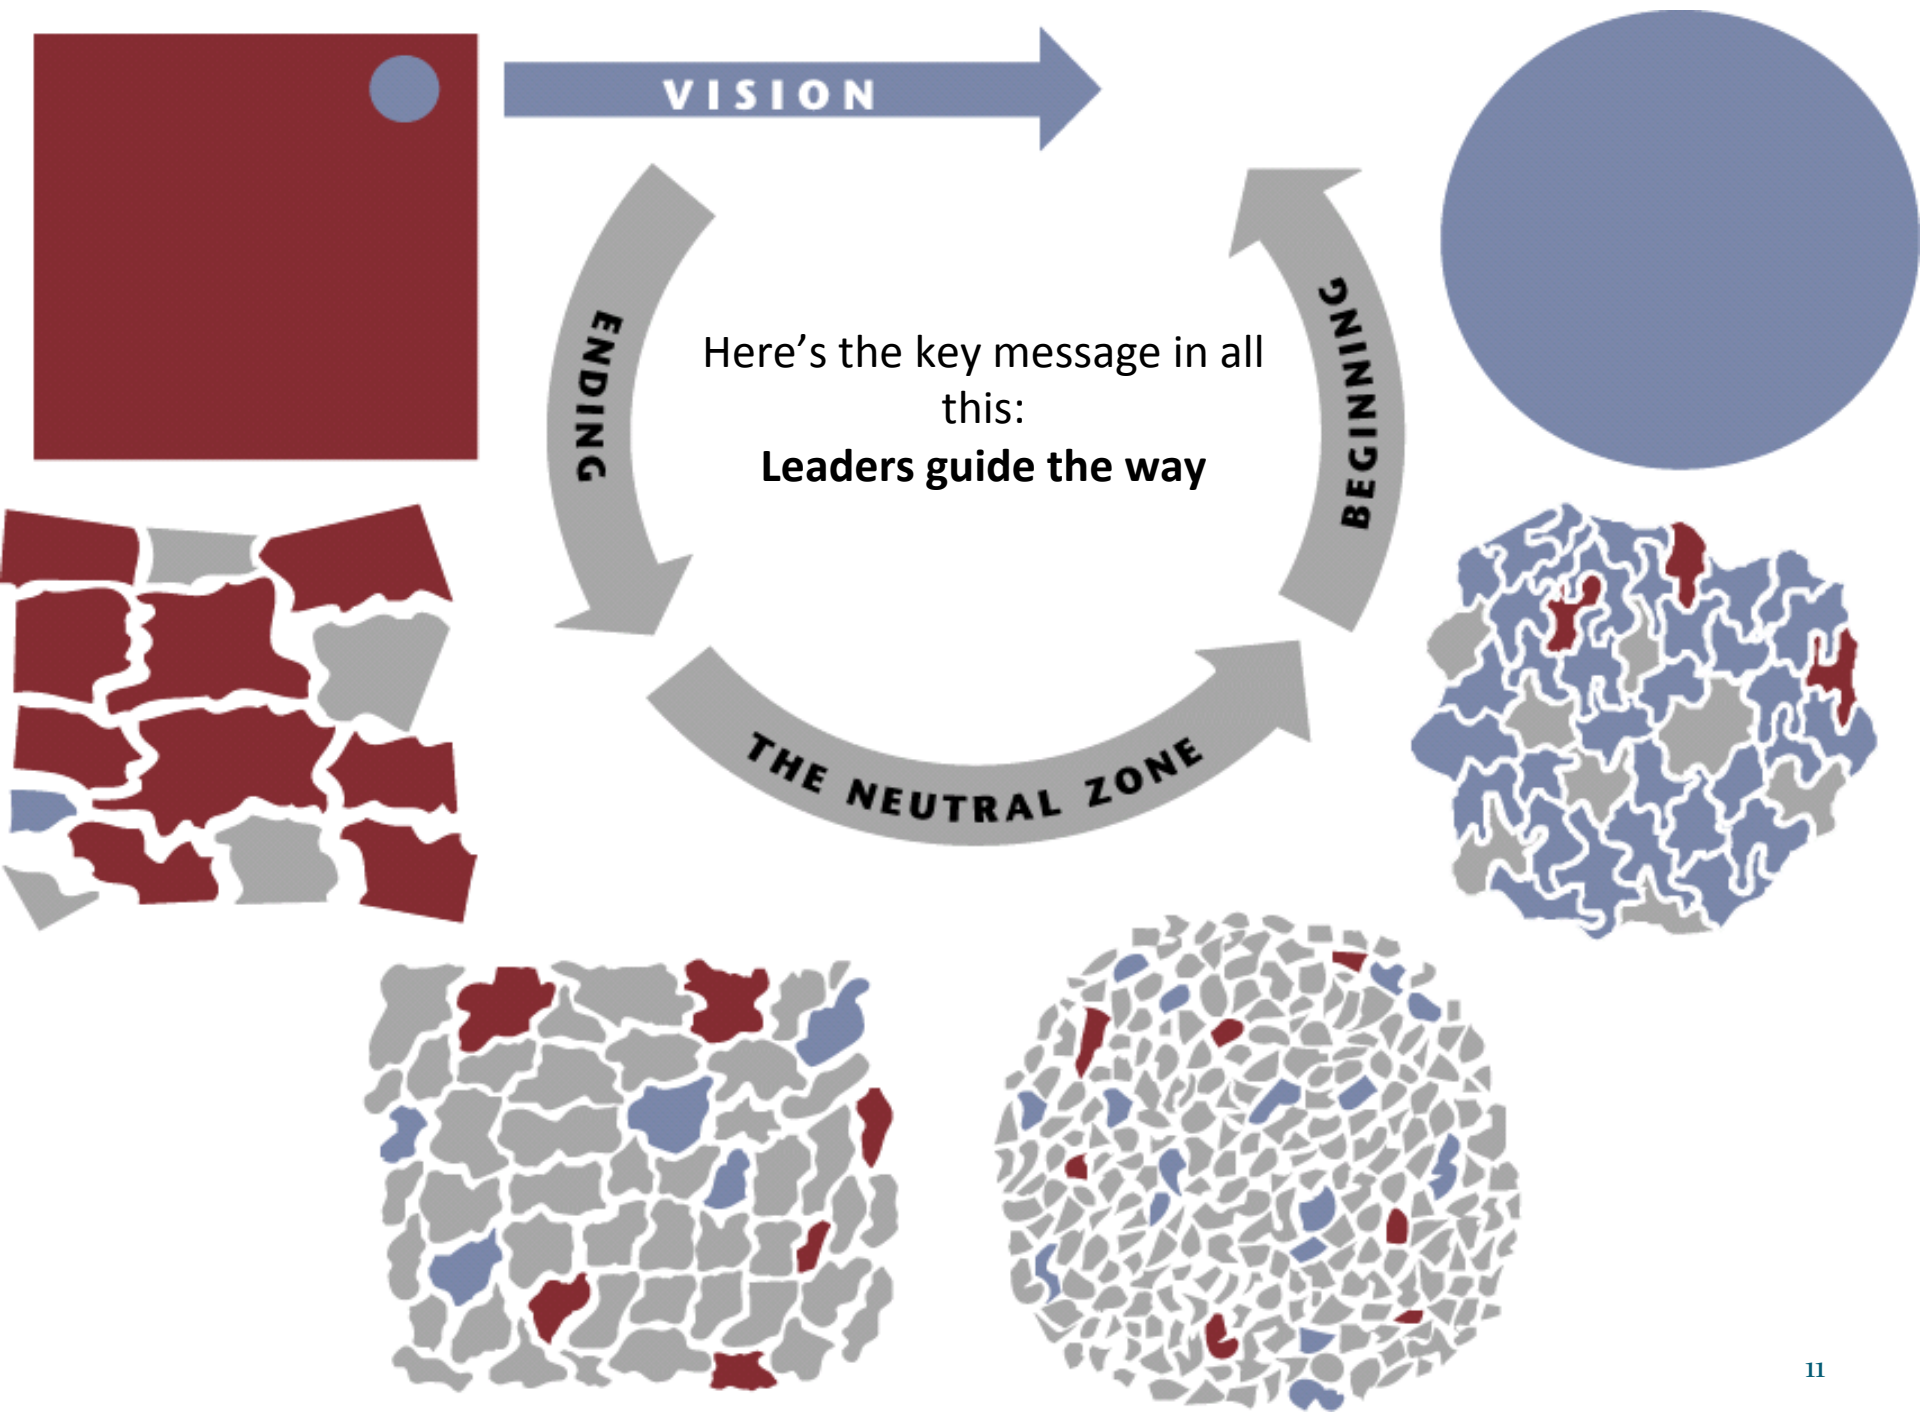 VISION
ENDING
Here’s the key message in all
this:
Leaders guide the way
BEGINNING
THE NEUTRAL ZONE
11